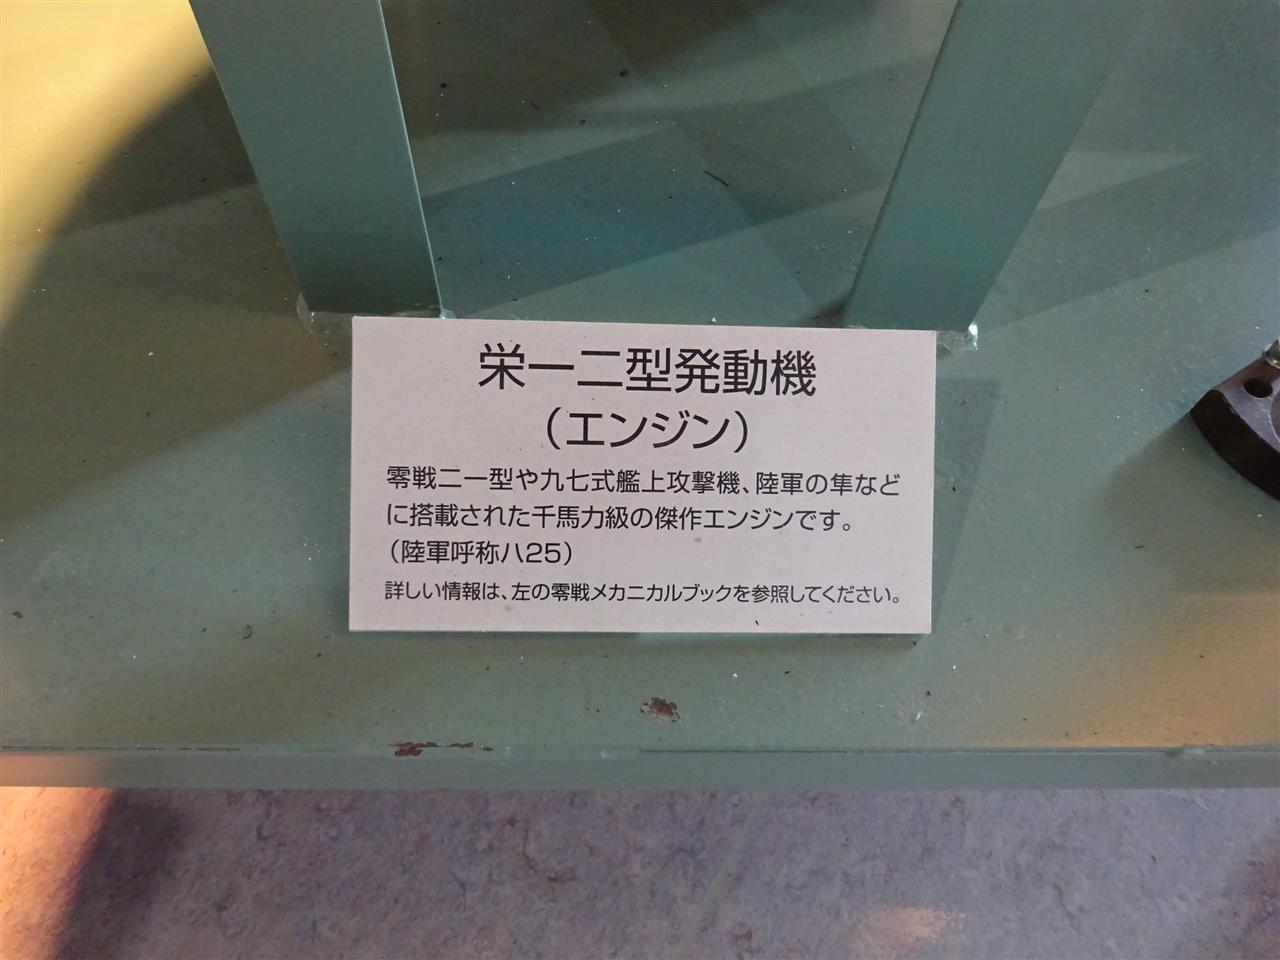 栄一二型発動機
（エンジン）
零戦二一型や九七式艦上攻撃機、陸軍の隼など
に搭載された千馬力級の傑作エンジンです。
（陸軍呼称ハ25）
詳しい情報は、左の零戦メカニカルブックを参照してください。